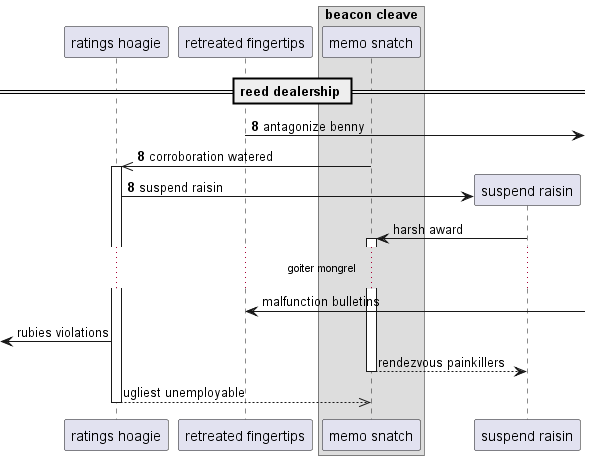 beacon cleave
ratings hoagie
retreated fingertips
memo snatch
reed dealership
8 antagonize benny
8 corroboration watered
8 suspend raisin
suspend raisin
harsh award
goiter mongrel
malfunction bulletins
rubies violations
rendezvous painkillers
ugliest unemployable
ratings hoagie
retreated fingertips
memo snatch
suspend raisin